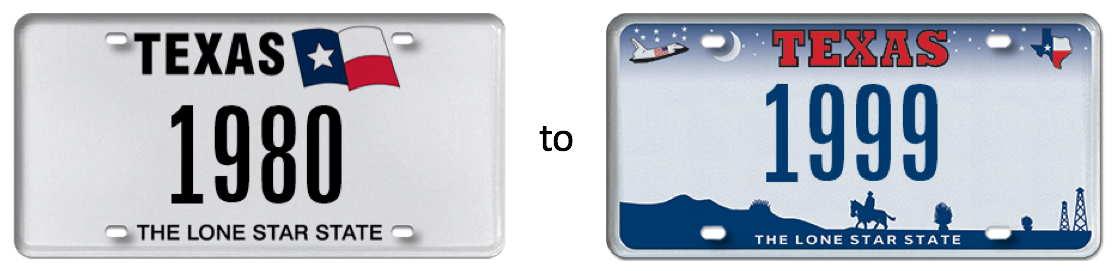 TEXAS
1980
THE LONE STAR STATE
to
TEXAS
1999
THE LONE STAR STATE